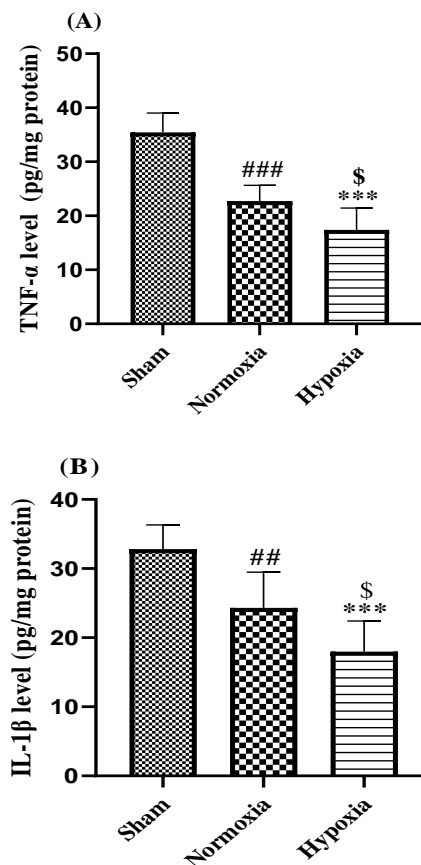 (A)
TNF-α level (pg/mg protein)
50
40
30
20
10
0
###
$
***
Sham
Normoxia
Hypoxia
(B)
IL-1β level (pg/mg protein)
40
30
20
10
0
##
$
***
Sham
Normoxia
Hypoxia